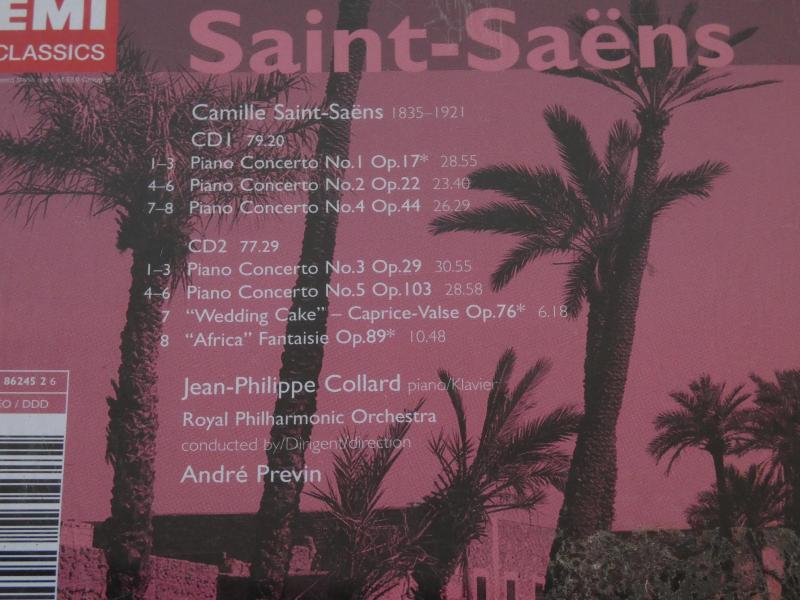 EMI
CLASSICS
Saint-Saëns
Camille Saint-Saëns 1835–1921
CD1 79.20
1–3 Piano Concerto No.1 Op.17* 28.55
4–6 Piano Concerto No.2 Op.22 23.40
7–8 Piano Concerto No.4 Op.44 26.29
CD2 77.29
1–3 Piano Concerto No.3 Op.29 30.55
4–6 Piano Concerto No.5 Op.103 28.58
7 "Wedding Cake" – Caprice-Valse Op.76* 6.18
8 "Africa" Fantaisie Op.89* 10.48
86245 2 6
EO / DDD
Jean-Philippe Collard piano/Klavier
Royal Philharmonic Orchestra
conducted by/Dirigent/direction
André Previn